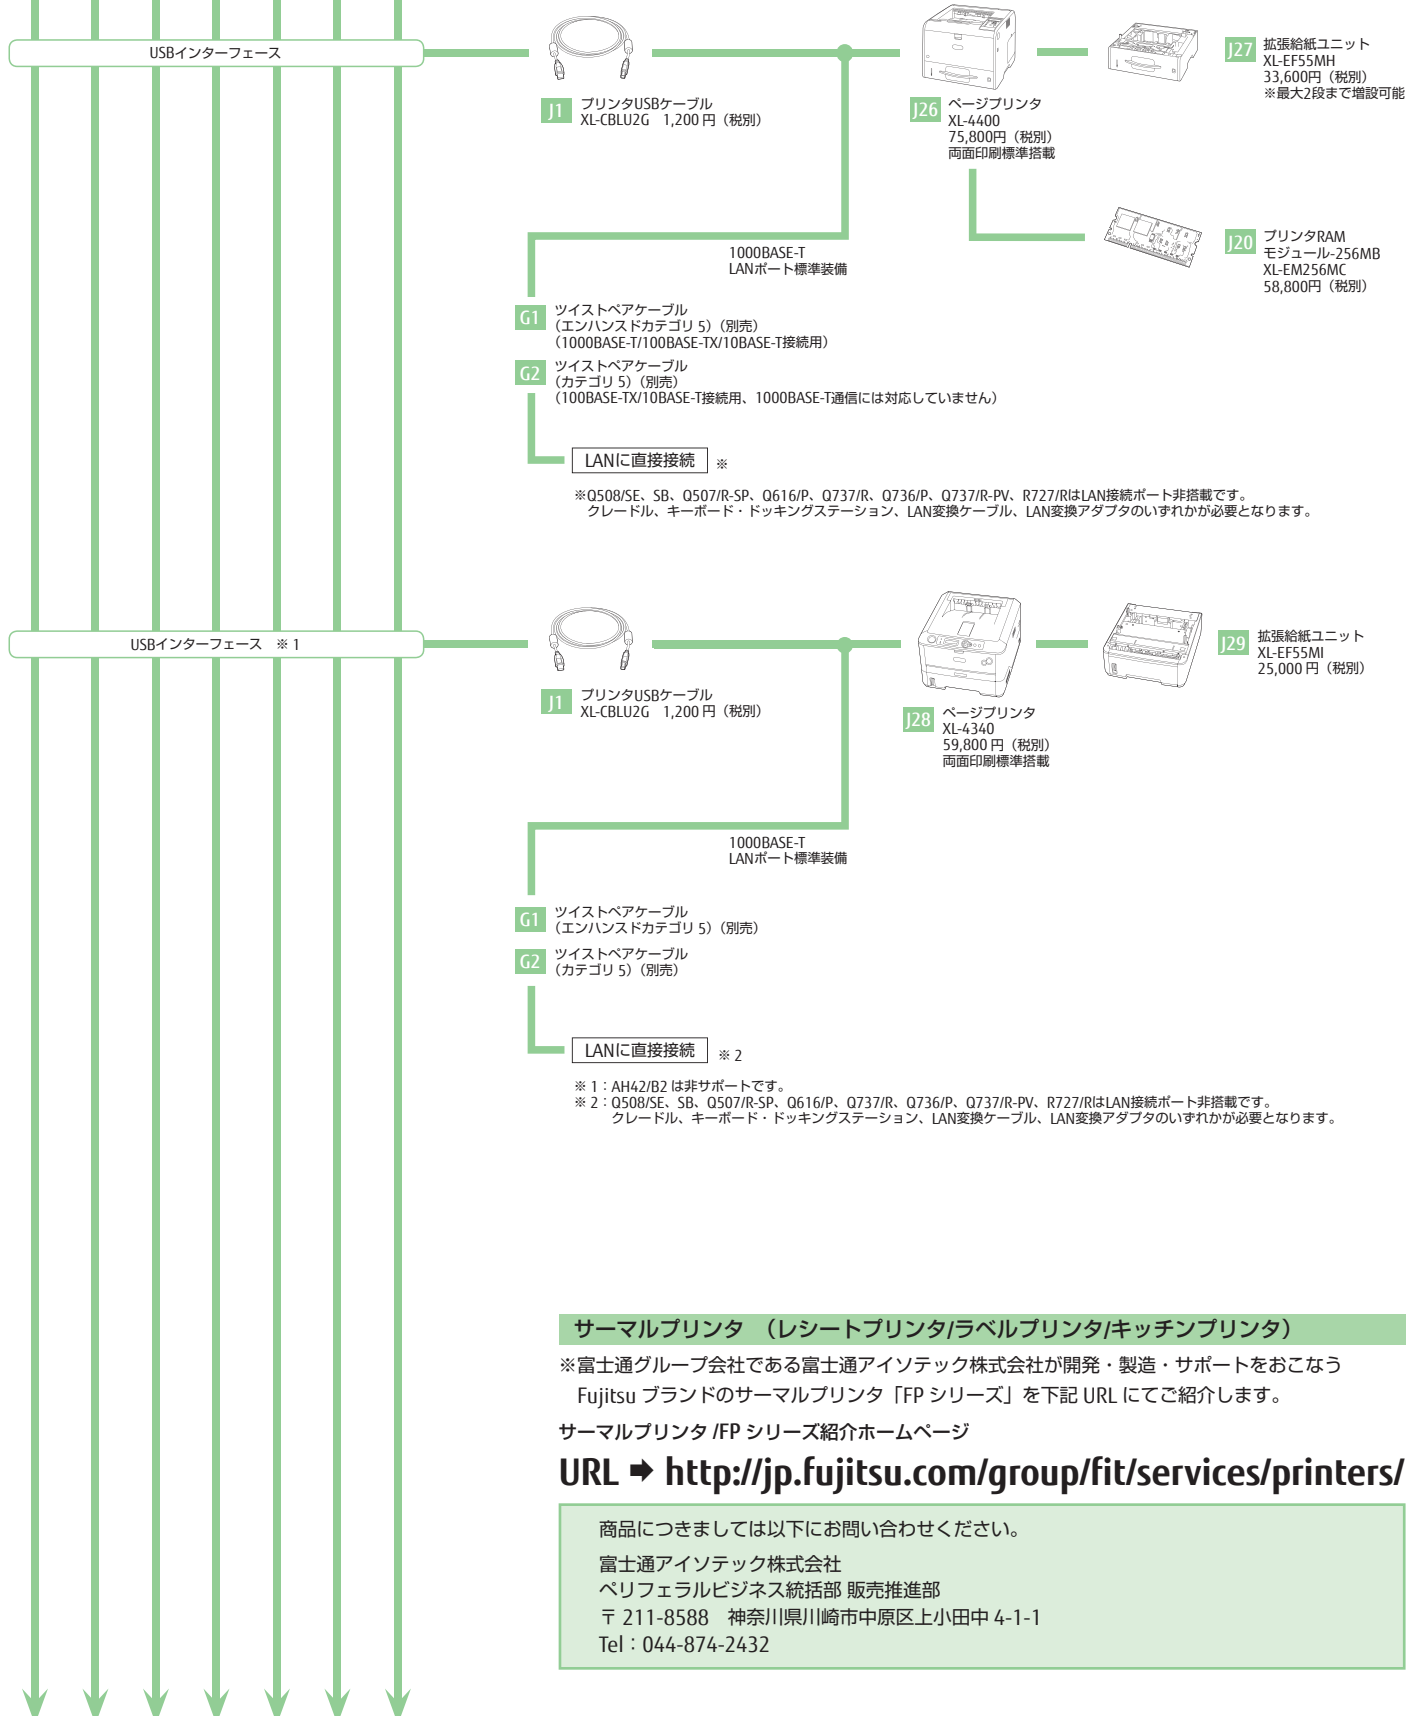 USBインターフェース
J1 プリンタUSBケーブル
XL-CBLU2G 1,200 円（税別）
J26 ページプリンタ
XL-4400
75,800円（税別）
両面印刷標準搭載
J27 拡張給紙ユニット
XL-EF55MH
33,600円（税別）
※最大2段まで増設可能
J20 プリンタRAM
モジュール-256MB
XL-EM256MC
58,800円（税別）
1000BASE-T
LANポート標準装備
G1 ツイストペアケーブル
（エンハンスドカテゴリ 5）（別売）
（1000BASE-T/100BASE-TX/10BASE-T接続用）
G2 ツイストペアケーブル
（カテゴリ 5）（別売）
（100BASE-TX/10BASE-T接続用、1000BASE-T通信には対応していません）
LANに直接接続 ※
※Q508/SE、SB、Q507/R-SP、Q616/P、Q737/R、Q736/P、Q737/R-PV、R727/RはLAN接続ポート非搭載です。
クレードル、キーボード・ドッキングステーション、LAN変換ケーブル、LAN変換アダプタのいずれかが必要となります。
USBインターフェース ※ 1
J1 プリンタUSBケーブル
XL-CBLU2G 1,200 円（税別）
J28 ページプリンタ
XL-4340
59,800 円（税別）
両面印刷標準搭載
J29 拡張給紙ユニット
XL-EF55MI
25,000 円（税別）
1000BASE-T
LANポート標準装備
G1 ツイストペアケーブル
（エンハンスドカテゴリ 5）（別売）
G2 ツイストペアケーブル
（カテゴリ 5）（別売）
LANに直接接続 ※ 2
※ 1：AH42/B2 は非サポートです。
※ 2：Q508/SE、SB、Q507/R-SP、Q616/P、Q737/R、Q736/P、Q737/R-PV、R727/RはLAN接続ポート非搭載です。
クレードル、キーボード・ドッキングステーション、LAN変換ケーブル、LAN変換アダプタのいずれかが必要となります。
サーマルプリンタ （レシートプリンタ/ラベルプリンタ/キッチンプリンタ）
※富士通グループ会社である富士通アイソテック株式会社が開発・製造・サポートをおこなう
Fujitsu ブランドのサーマルプリンタ「FP シリーズ」を下記 URL にてご紹介します。
サーマルプリンタ /FP シリーズ紹介ホームページ
URL ➡ http://jp.fujitsu.com/group/fit/services/printers/
商品につきましては以下にお問い合わせください。
富士通アイソテック株式会社
ペリフェラルビジネス統括部 販売推進部
〒 211-8588 神奈川県川崎市中原区上小田中 4-1-1
Tel：044-874-2432